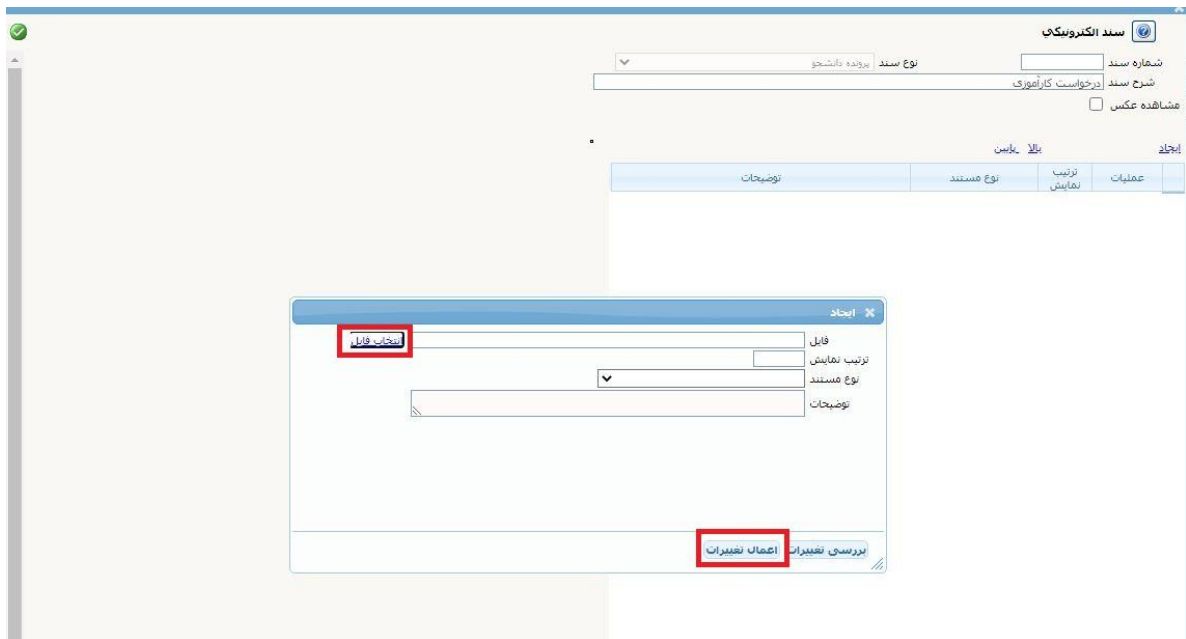 سند الكترونيكي
شماره سند نوع سند پرونده دانشجو
شرح سند درخواست کارآموزی
مشاهده عکس
ایجاد بالا پایین
عملیات ترتیب نمایش نوع مستند توضیحات
ایجاد
فایل انتخاب فایل
ترتیب نمایش
نوع مستند
توضیحات
بررسی تغییرات اعمال تغییرات